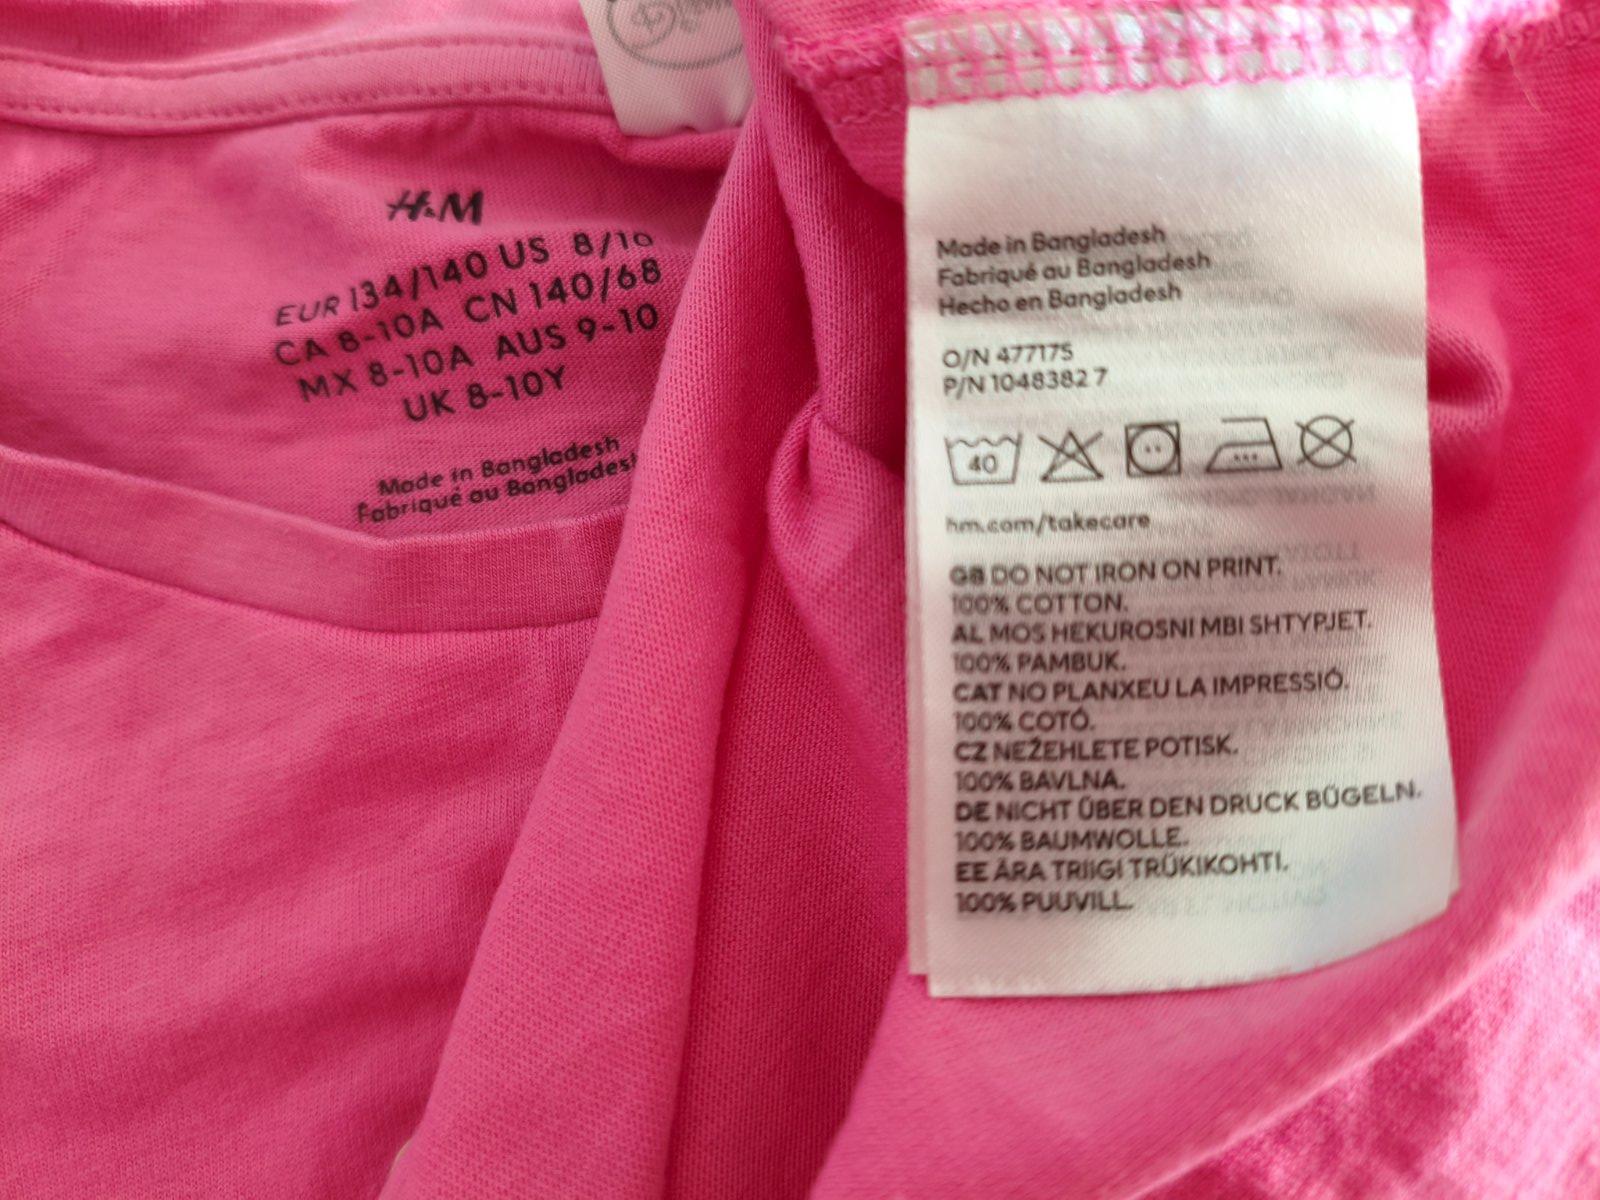 H&M
EUR 134/140 US 8/10
CA 8-10A CN 140/68
MX 8-10A AUS 9-10
UK 8-10Y
Made in Bangladesh
Fabriqué au Bangladesh
Made in Bangladesh
Fabriqué au Bangladesh
Hecho en Bangladesh
O/N 477175
P/N 1048382 7
40
hm.com/takecare
GB DO NOT IRON ON PRINT.
100% COTTON.
AL MOS HEKUROSNI MBI SHTYPJET.
100% PAMBUK.
CAT NO PLANXEU LA IMPRESSIÓ.
100% COTÓ.
CZ NEŽEHLETE POTISK.
100% BAVLNA.
DE NICHT ÜBER DEN DRUCK BÜGELN.
100% BAUMWOLLE.
EE ÄRA TRIIGI TRÜKIKOHTI.
100% PUUVILL.